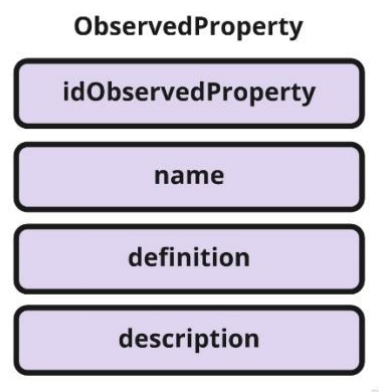 ObservedProperty
idObservedProperty
name
definition
description